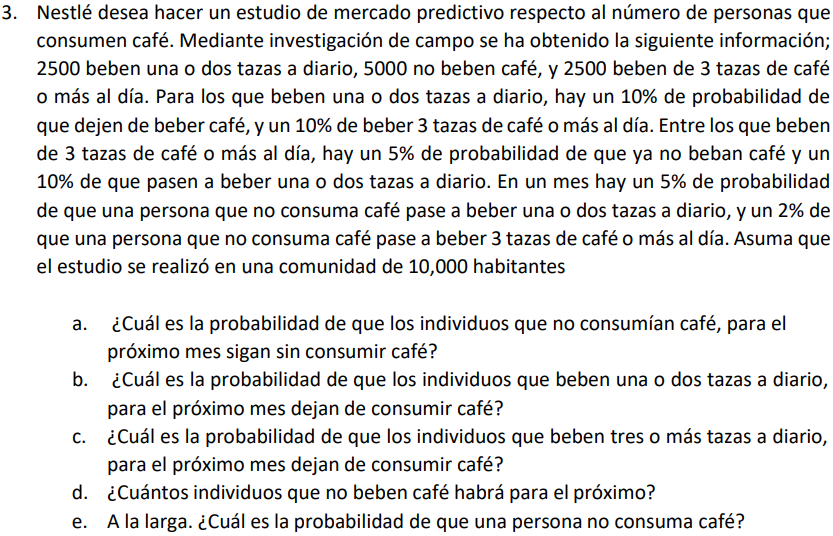 3. Nestlé desea hacer un estudio de mercado predictivo respecto al número de personas que
consumen café. Mediante investigación de campo se ha obtenido la siguiente información;
2500 beben una o dos tazas a diario, 5000 no beben café, y 2500 beben de 3 tazas de café
o más al día. Para los que beben una o dos tazas a diario, hay un 10% de probabilidad de
que dejen de beber café, y un 10% de beber 3 tazas de café o más al día. Entre los que beben
de 3 tazas de café o más al día, hay un 5% de probabilidad de que ya no beban café y un
10% de que pasen a beber una o dos tazas a diario. En un mes hay un 5% de probabilidad
de que una persona que no consuma café pase a beber una o dos tazas a diario, y un 2% de
que una persona que no consuma café pase a beber 3 tazas de café o más al día. Asuma que
el estudio se realizó en una comunidad de 10,000 habitantes
a. ¿Cuál es la probabilidad de que los individuos que no consumían café, para el
próximo mes sigan sin consumir café?
b. ¿Cuál es la probabilidad de que los individuos que beben una o dos tazas a diario,
para el próximo mes dejan de consumir café?
c. ¿Cuál es la probabilidad de que los individuos que beben tres o más tazas a diario,
para el próximo mes dejan de consumir café?
d. ¿Cuántos individuos que no beben café habrá para el próximo?
e. A la larga. ¿Cuál es la probabilidad de que una persona no consuma café?